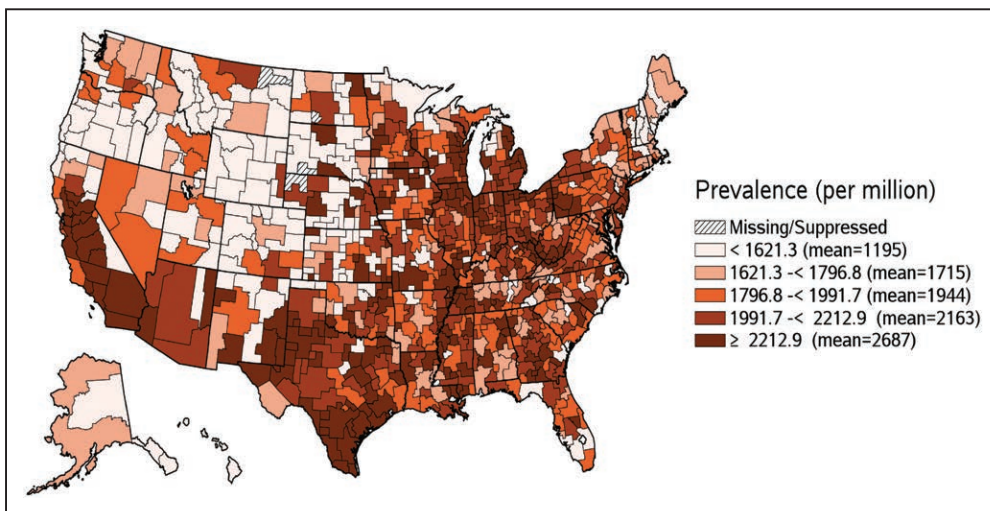 Prevalence (per million)
Missing/Suppressed
< 1621.3 (mean=1195)
1621.3 -< 1796.8 (mean=1715)
1796.8 -< 1991.7 (mean=1944)
1991.7 -< 2212.9 (mean=2163)
≥ 2212.9 (mean=2687)